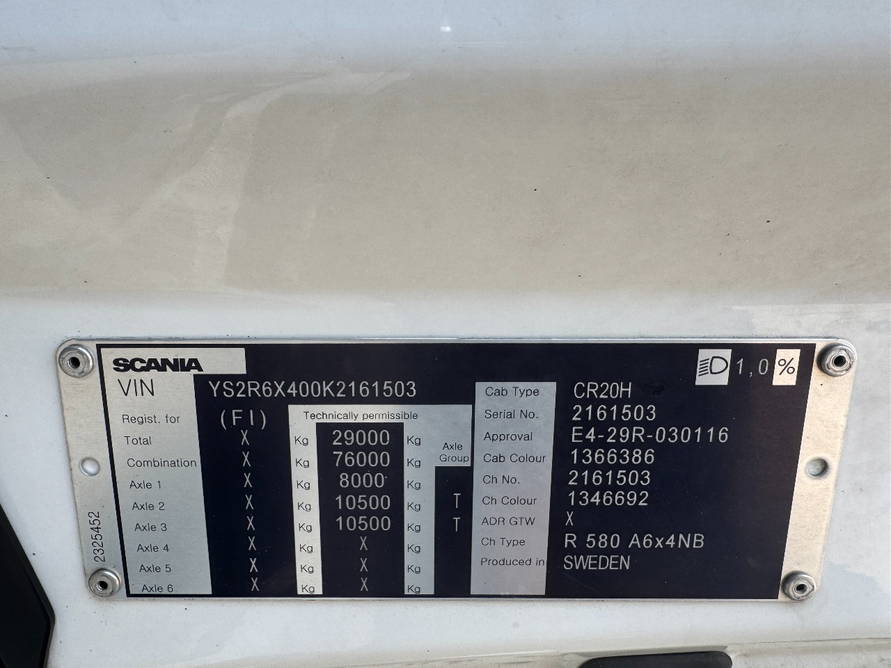 SCANIA
1,0 %
VIN YS2R6X400K2161503
Regist. for (FI) Technically permissible
Total X Kg 29000 Kg
Combination X Kg 76000 Kg
Axle Group
Axle 1 X Kg 8000 Kg
Axle 2 X Kg 10500 Kg T
Axle 3 X Kg 10500 Kg T
Axle 4 X Kg X Kg
Axle 5 X Kg X Kg
Axle 6 X Kg X Kg
Cab Type CR20H
Serial No. 2161503
Approval E4-29R-030116
Cab Colour 1366386
Ch No. 2161503
Ch Colour 1346692
ADR GTW X
Ch Type R 580 A6x4NB
Produced in SWEDEN
2325452